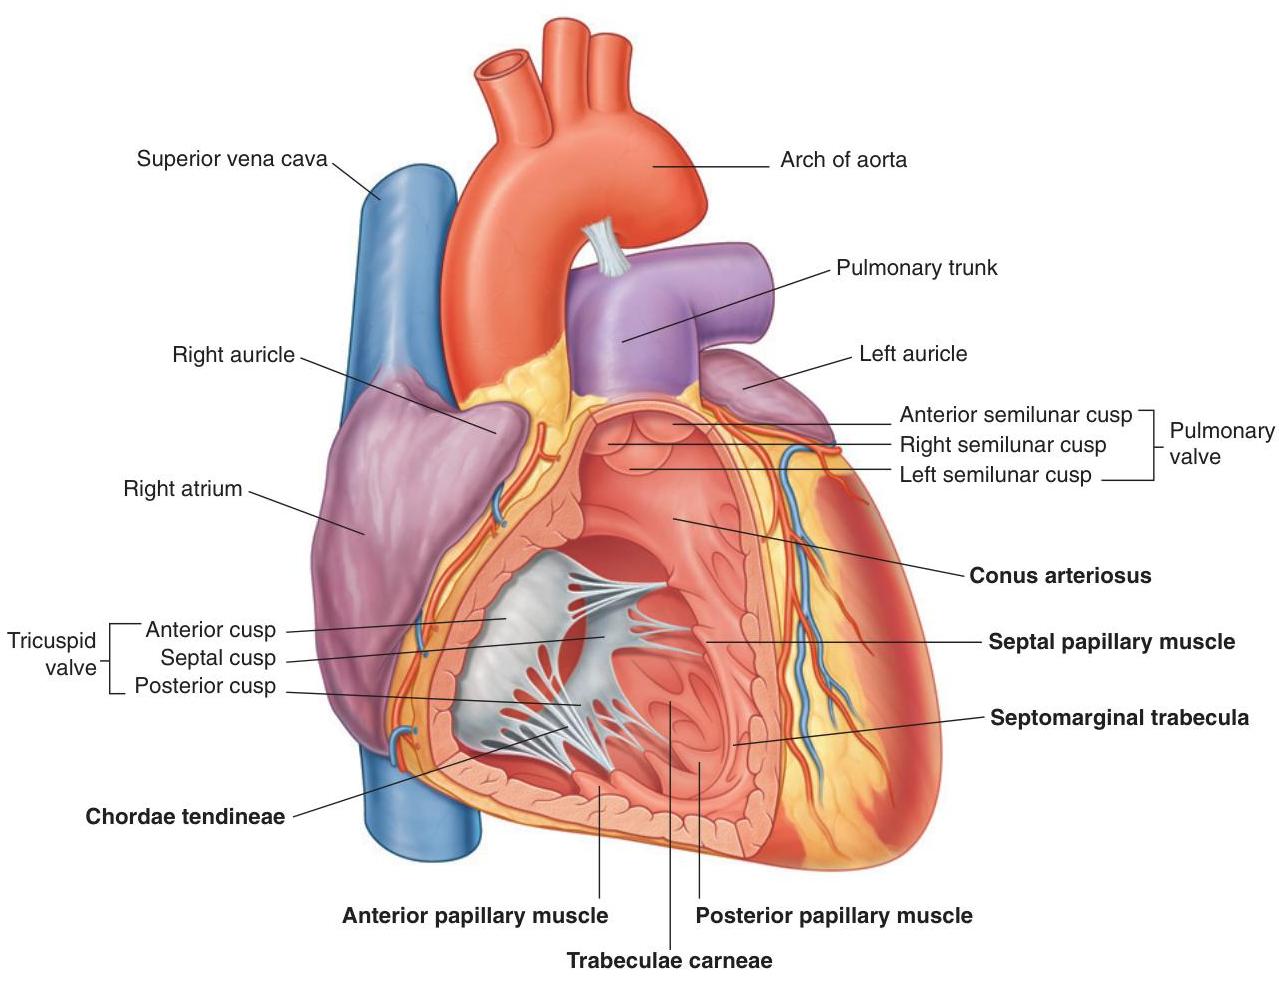 Superior vena cava
Arch of aorta
Pulmonary trunk
Right auricle
Left auricle
Anterior semilunar cusp
Right semilunar cusp
Left semilunar cusp
Pulmonary
valve
Right atrium
Conus arteriosus
Tricuspid
valve
Anterior cusp
Septal cusp
Posterior cusp
Septal papillary muscle
Septomarginal trabecula
Chordae tendineae
Anterior papillary muscle
Posterior papillary muscle
Trabeculae carneae